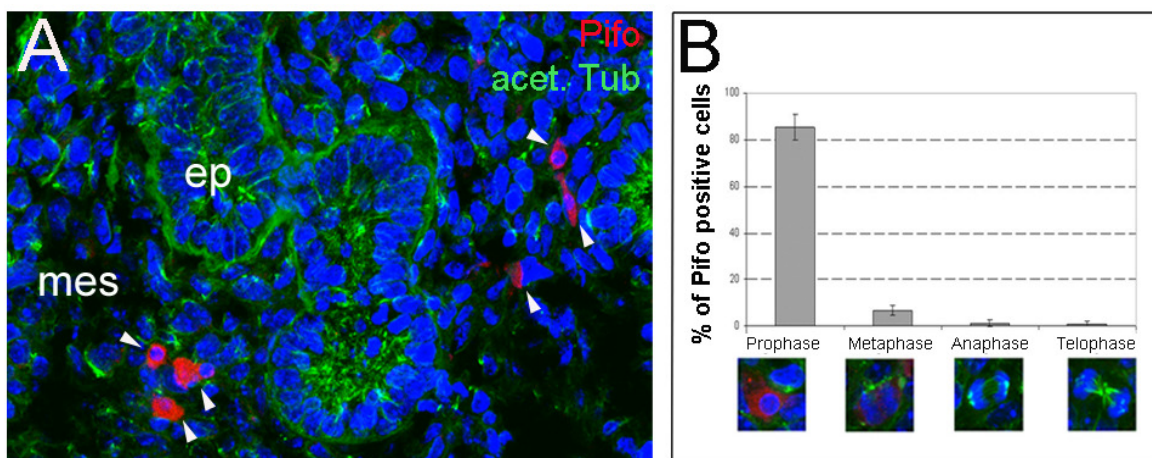 A
Pifo
acet. Tub
ep
mes
B
% of Pifo positive cells
100
80
60
40
20
0
Prophase Metaphase Anaphase Telophase